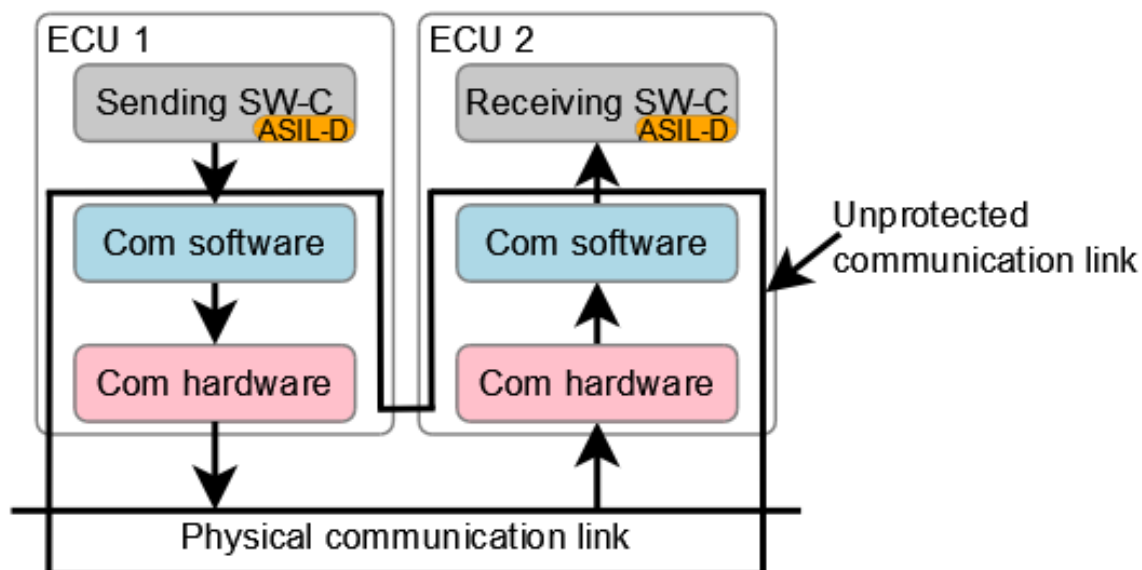 ECU 1
Sending SW-C
ASIL-D
Com software
Com hardware
ECU 2
Receiving SW-C
ASIL-D
Com software
Com hardware
Unprotected
communication link
Physical communication link